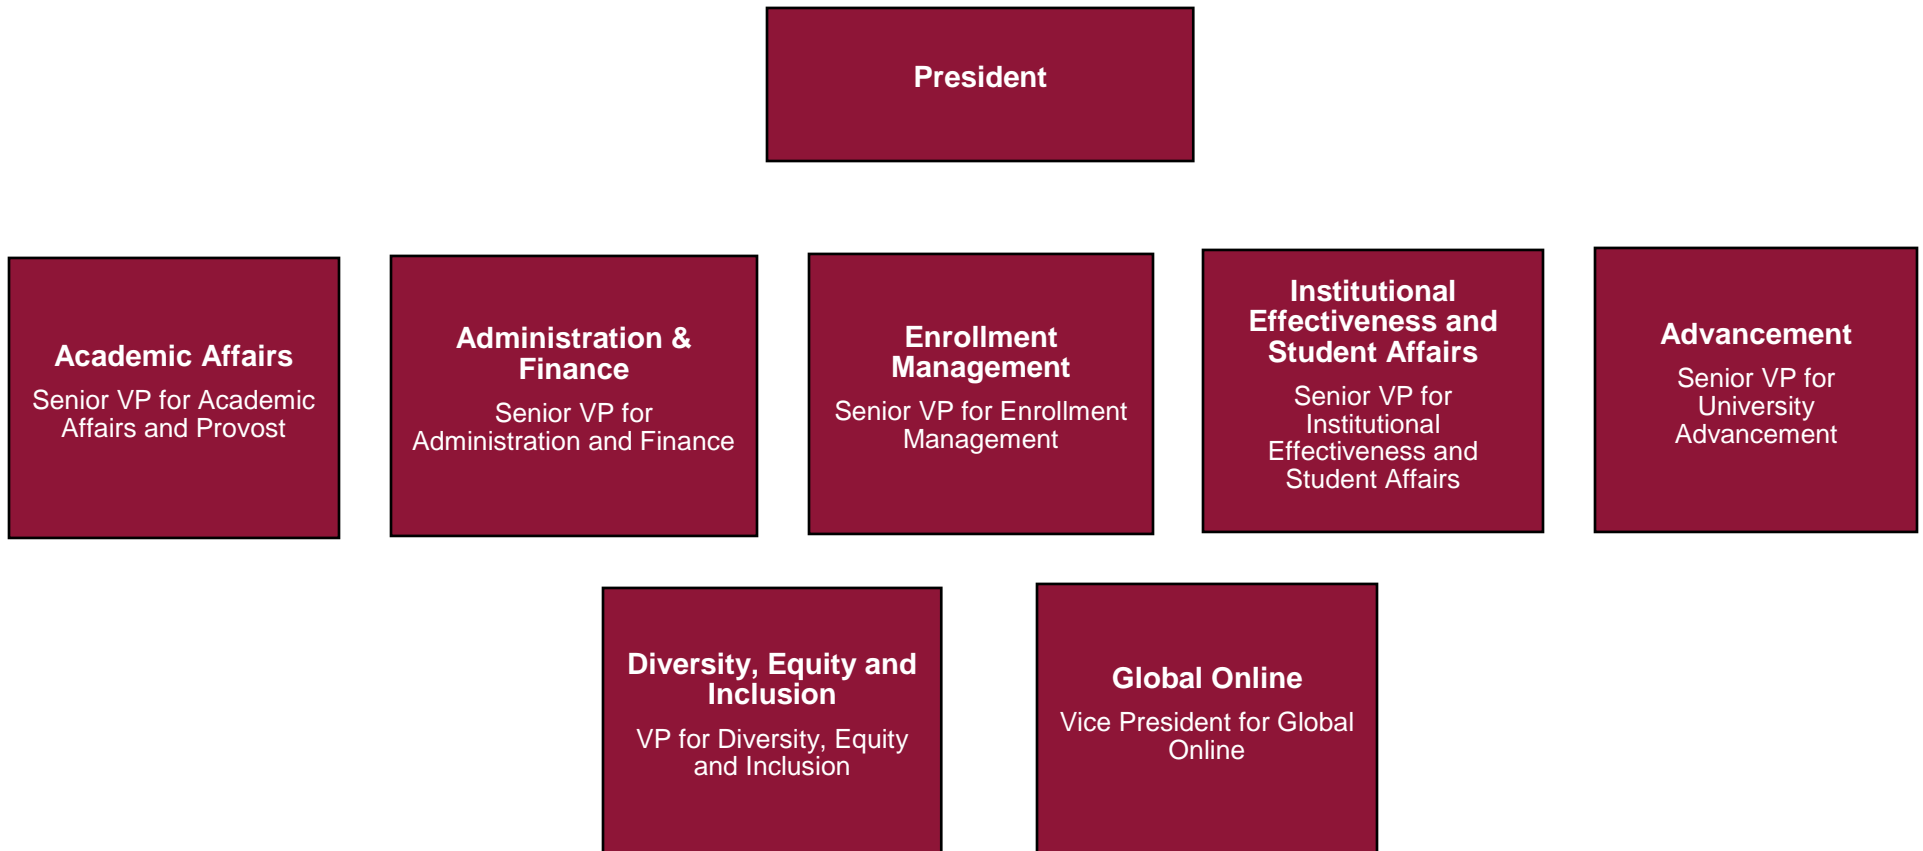 President
Academic Affairs
Senior VP for Academic
Affairs and Provost
Administration &
Finance
Senior VP for
Administration and Finance
Enrollment
Management
Senior VP for Enrollment
Management
Institutional
Effectiveness and
Student Affairs
Senior VP for
Institutional
Effectiveness and
Student Affairs
Advancement
Senior VP for
University
Advancement
Diversity, Equity and
Inclusion
VP for Diversity, Equity
and Inclusion
Global Online
Vice President for Global
Online